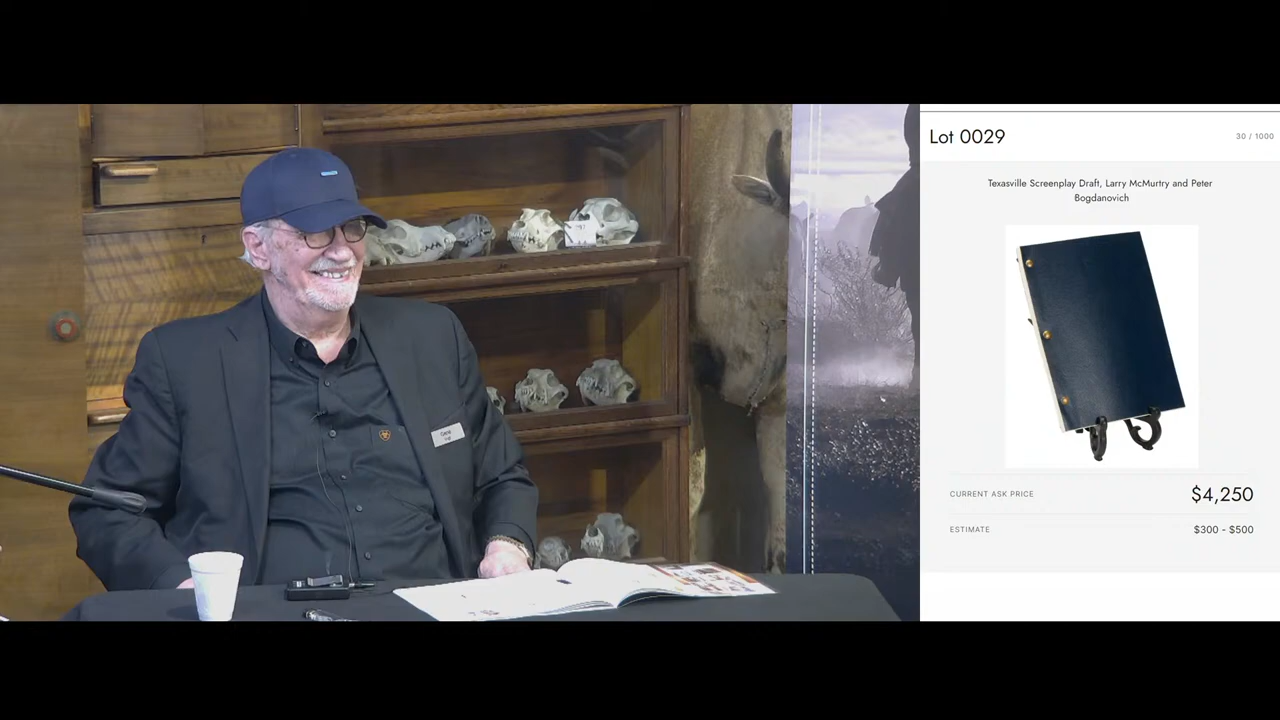 Lot 0029
30 / 1000
Texasville Screenplay Draft, Larry McMurtry and Peter
Bogdanovich
CURRENT ASK PRICE
$4,250
ESTIMATE
$300 - $500